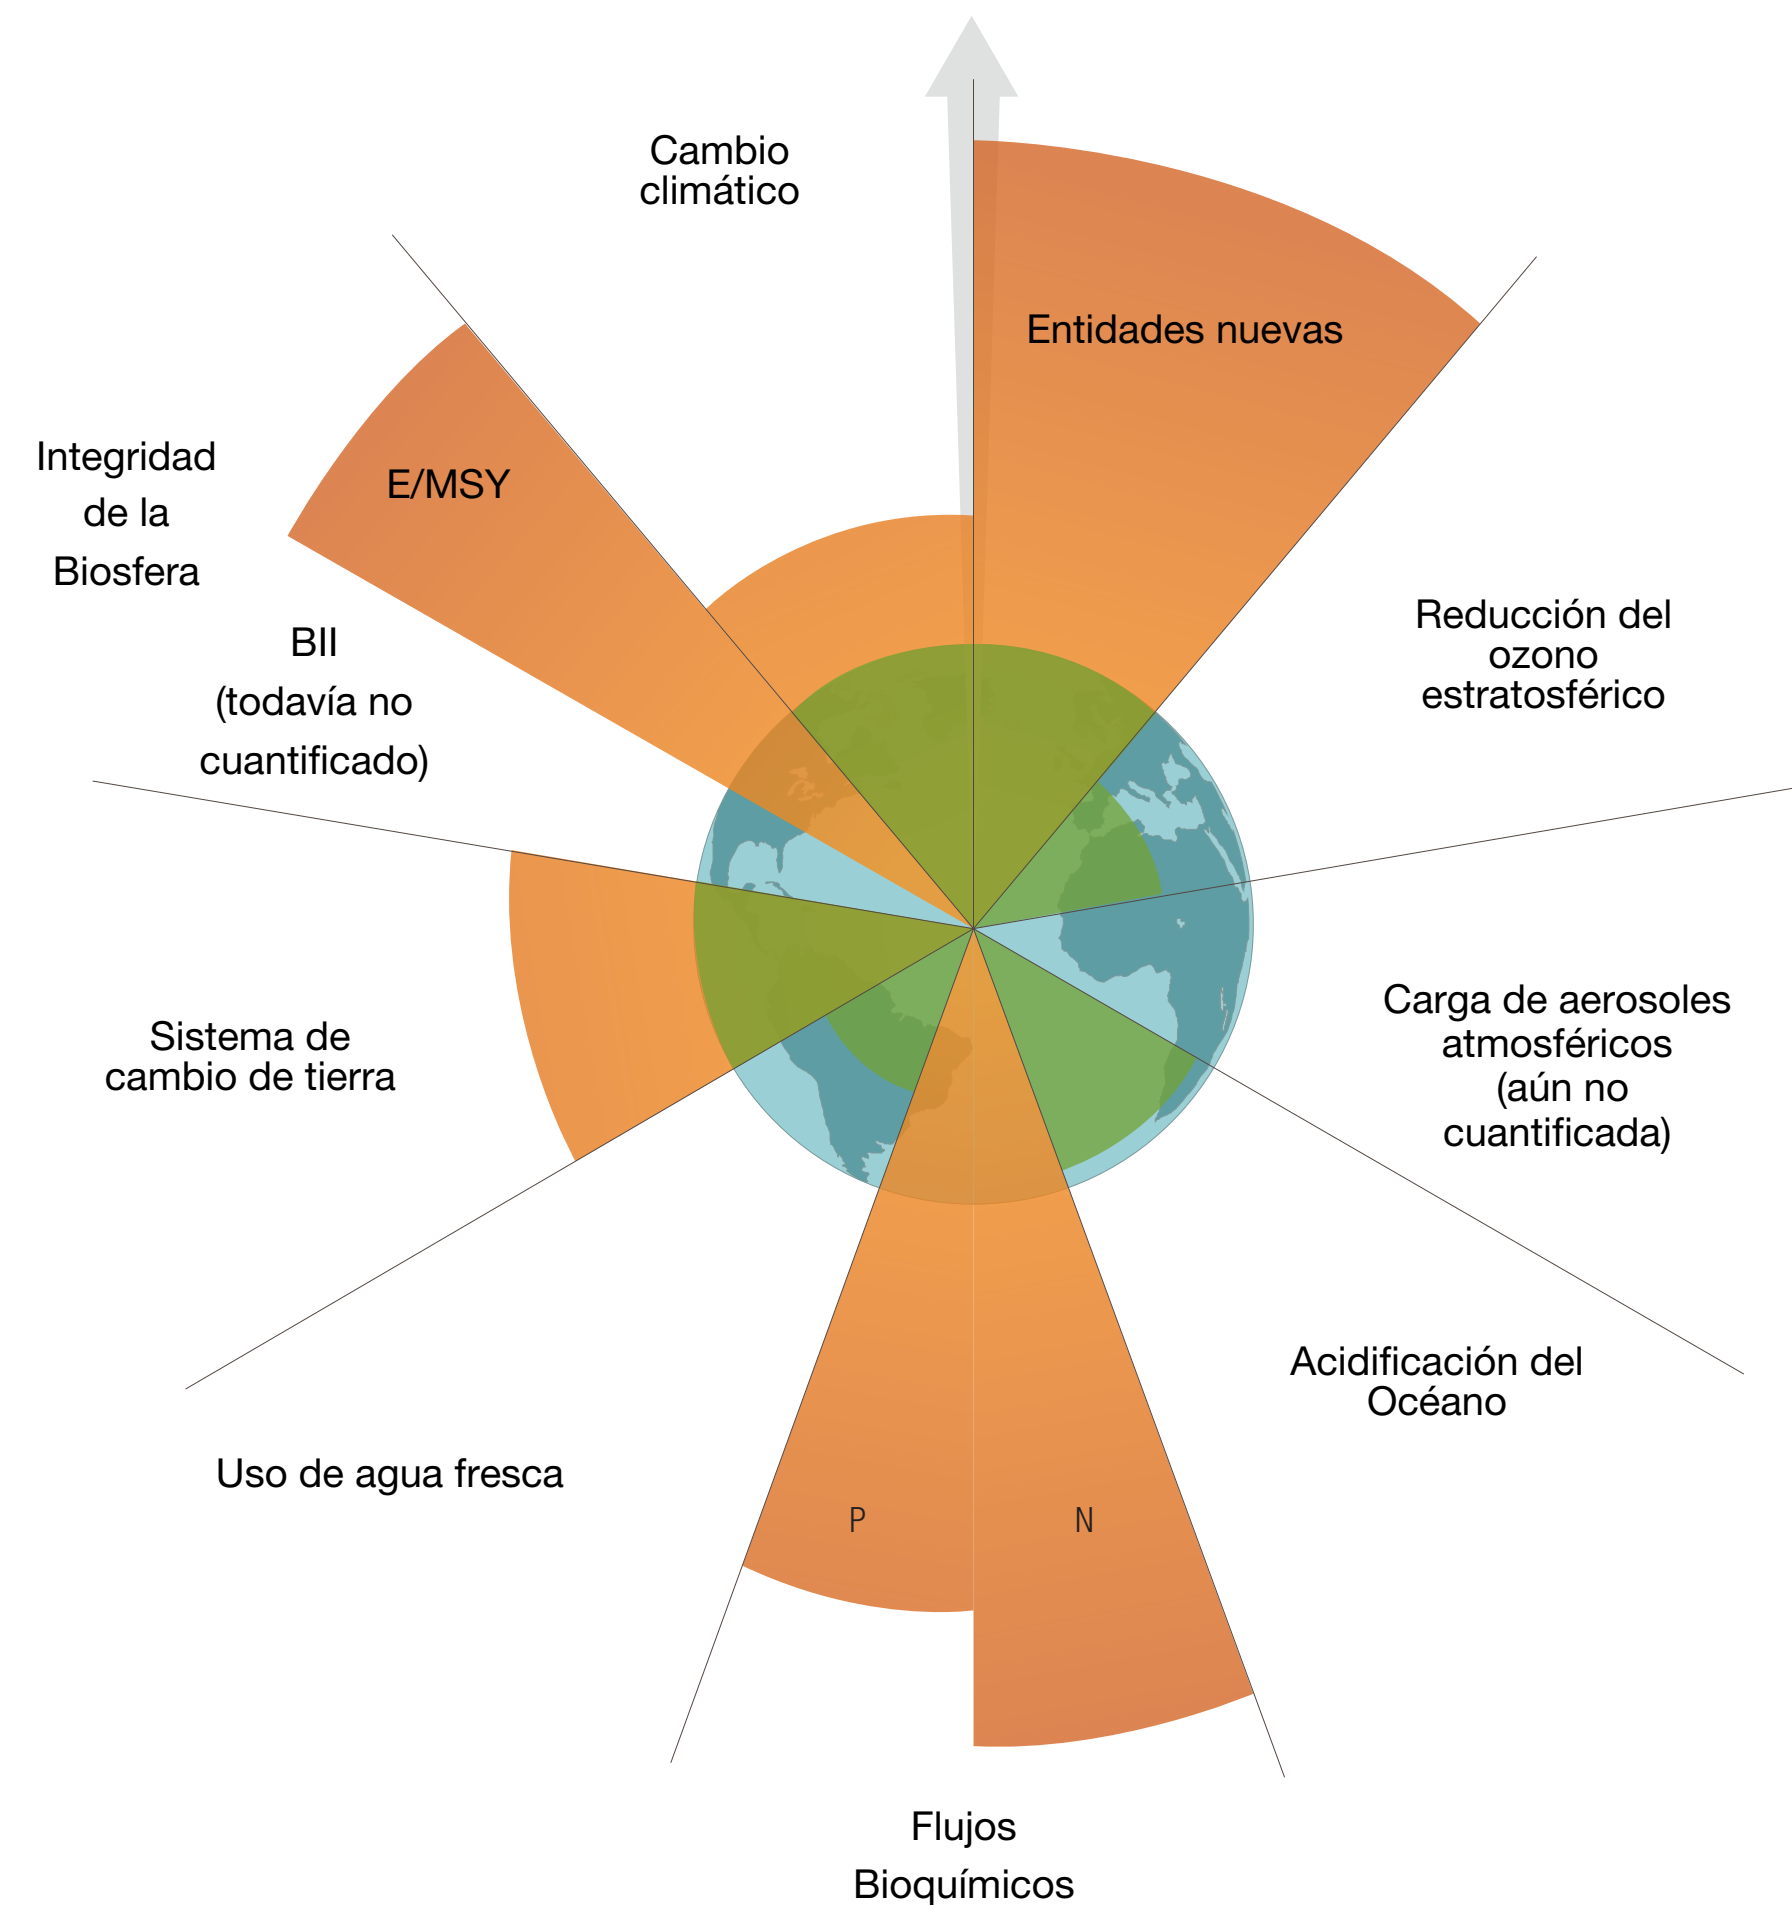 Cambio
climático
Entidades nuevas
Integridad
de la
Biosfera
E/MSY
BII
(todavía no
cuantificado)
Reducción del
ozono
estratosférico
Sistema de
cambio de tierra
Carga de aerosoles
atmosféricos
(aún no
cuantificada)
Acidificación del
Océano
Uso de agua fresca
P
N
Flujos
Bioquímicos